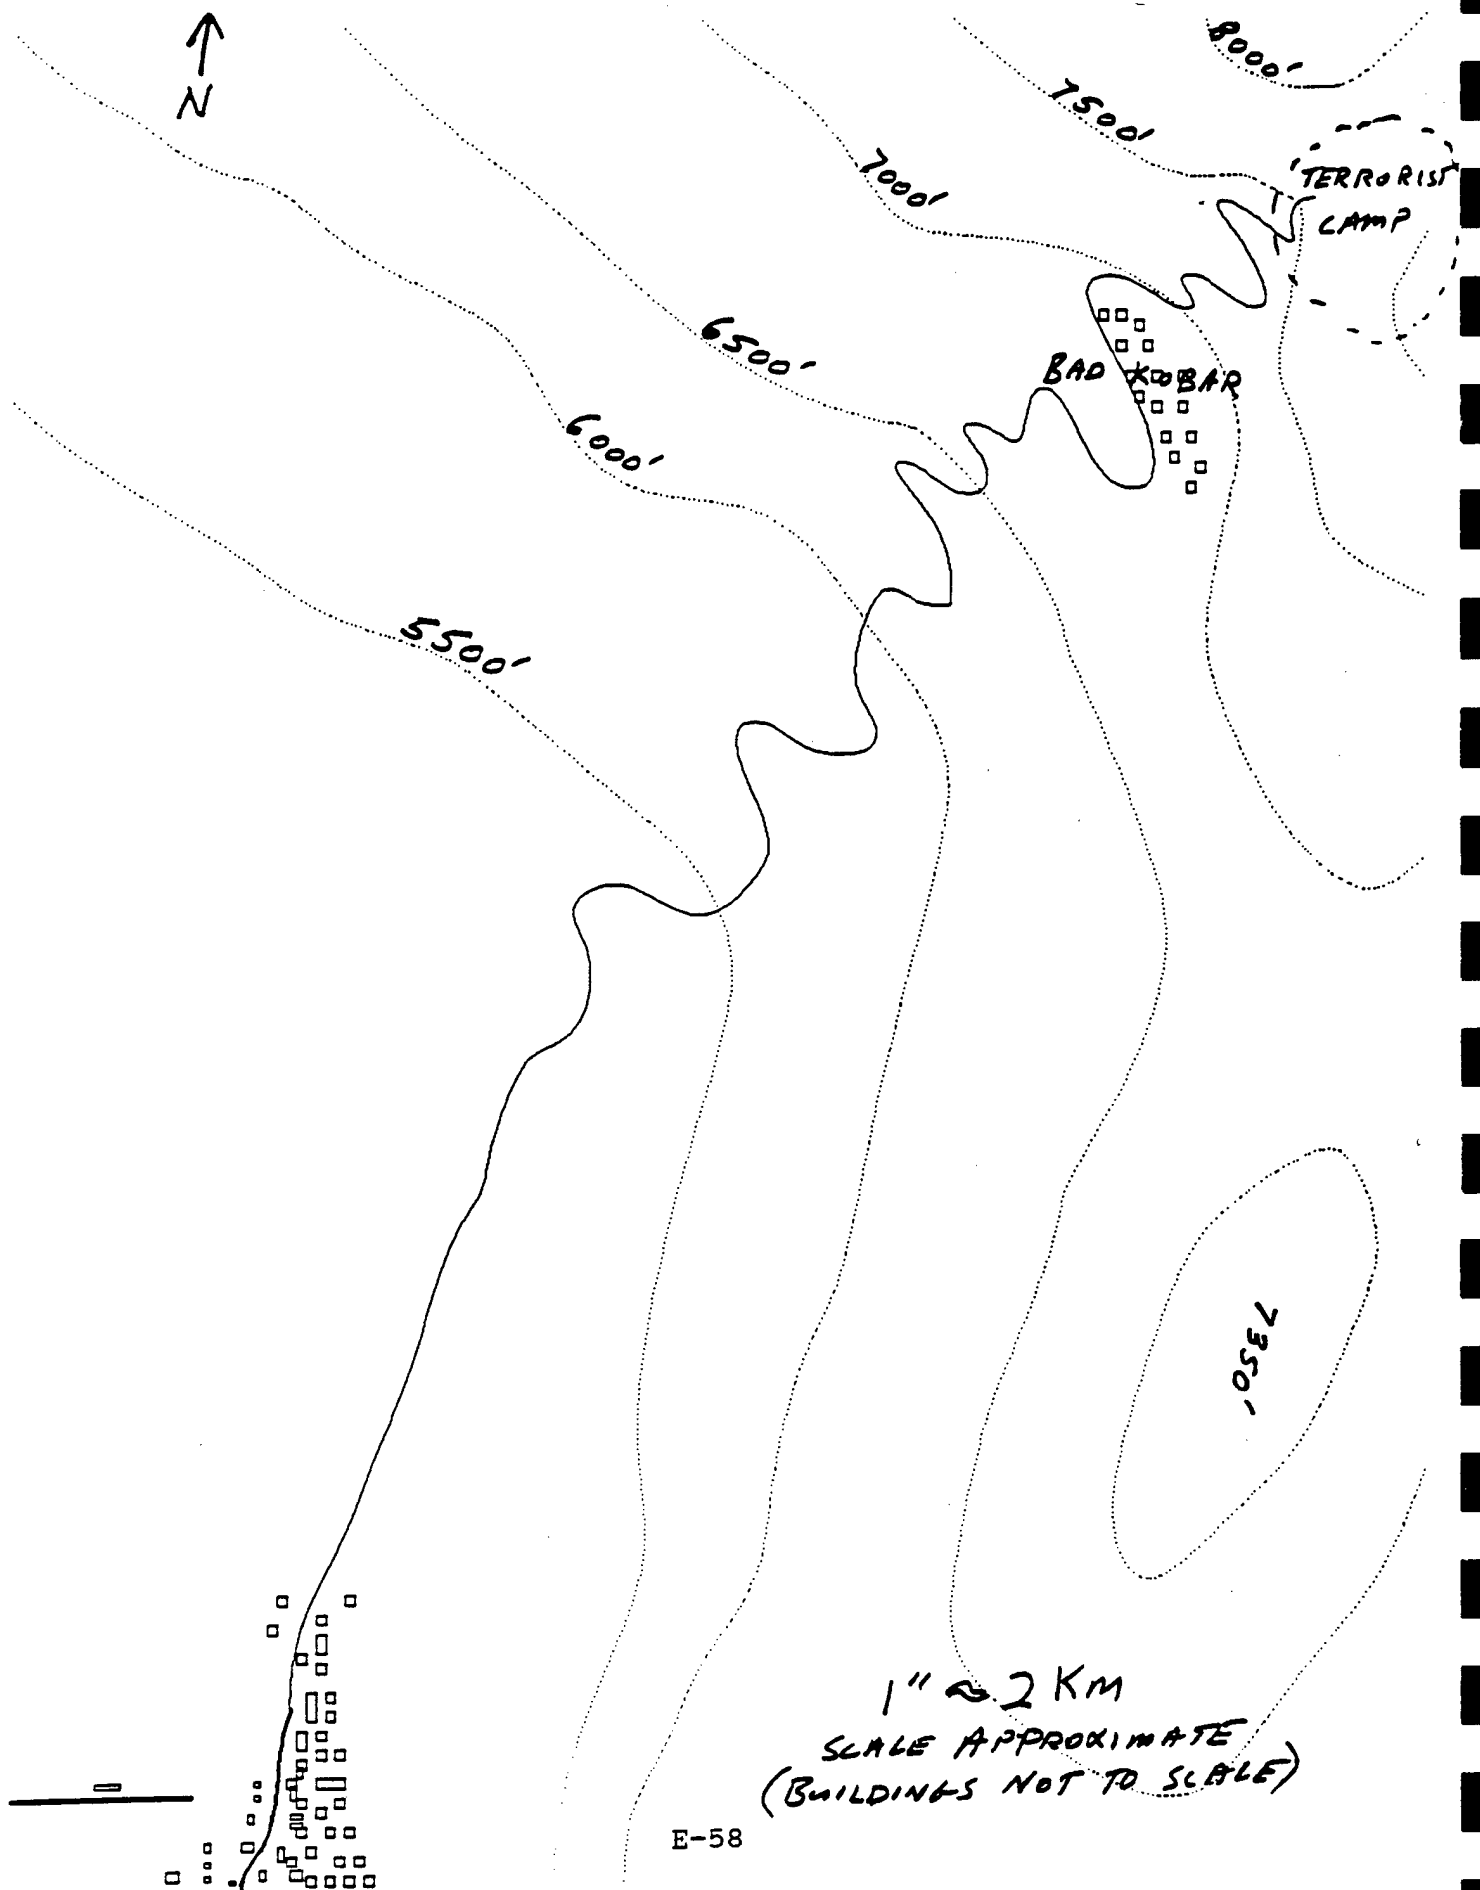 N
8000'
7500'
7000'
TERRORIST
CAMP
6500'
BAD KOBAR
6000'
5500'
7350'
1" ≈ 2 KM
SCALE APPROXIMATE
(BUILDINGS NOT TO SCALE)
E-58